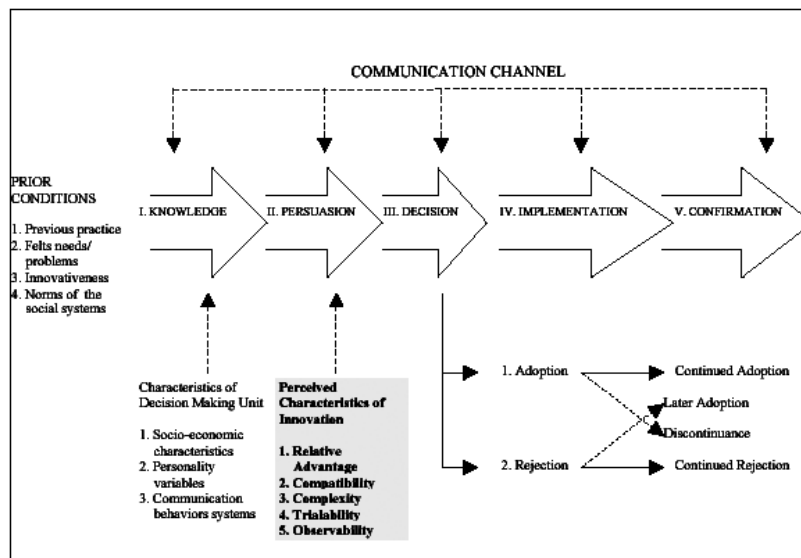 COMMUNICATION CHANNEL
PRIOR
CONDITIONS
1. Previous practice
2. Felts needs/
problems
3. Innovativeness
4. Norms of the
social systems
I. KNOWLEDGE
II. PERSUASION
III. DECISION
IV. IMPLEMENTATION
V. CONFIRMATION
Characteristics of
Decision Making Unit
1. Socio-economic
characteristics
2. Personality
variables
3. Communication
behaviors systems
Perceived
Characteristics of
Innovation
1. Relative
Advantage
2. Compatibility
3. Complexity
4. Trialability
5. Observability
1. Adoption
2. Rejection
Continued Adoption
Later Adoption
Discontinuance
Continued Rejection